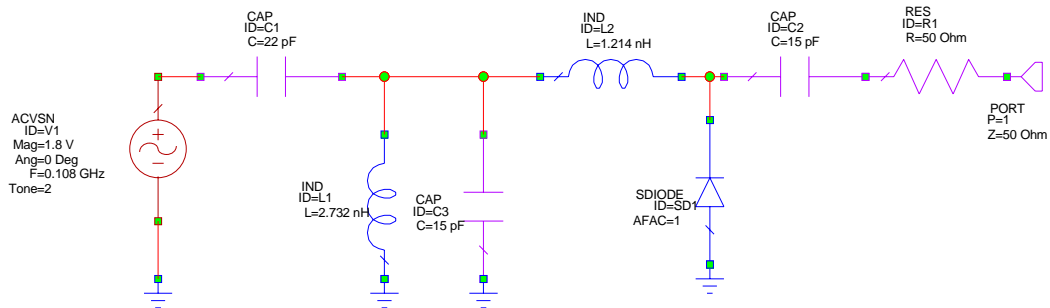 CAP
ID=C1
C=22 pF
IND
ID=L2
L=1.214 nH
CAP
ID=C2
C=15 pF
RES
ID=R1
R=50 Ohm
ACVSN
ID=V1
Mag=1.8 V
Ang=0 Deg
F=0.108 GHz
Tone=2
IND
ID=L1
L=2.732 nH
CAP
ID=C3
C=15 pF
SDIODE
ID=SD1
AFAC=1
PORT
P=1
Z=50 Ohm